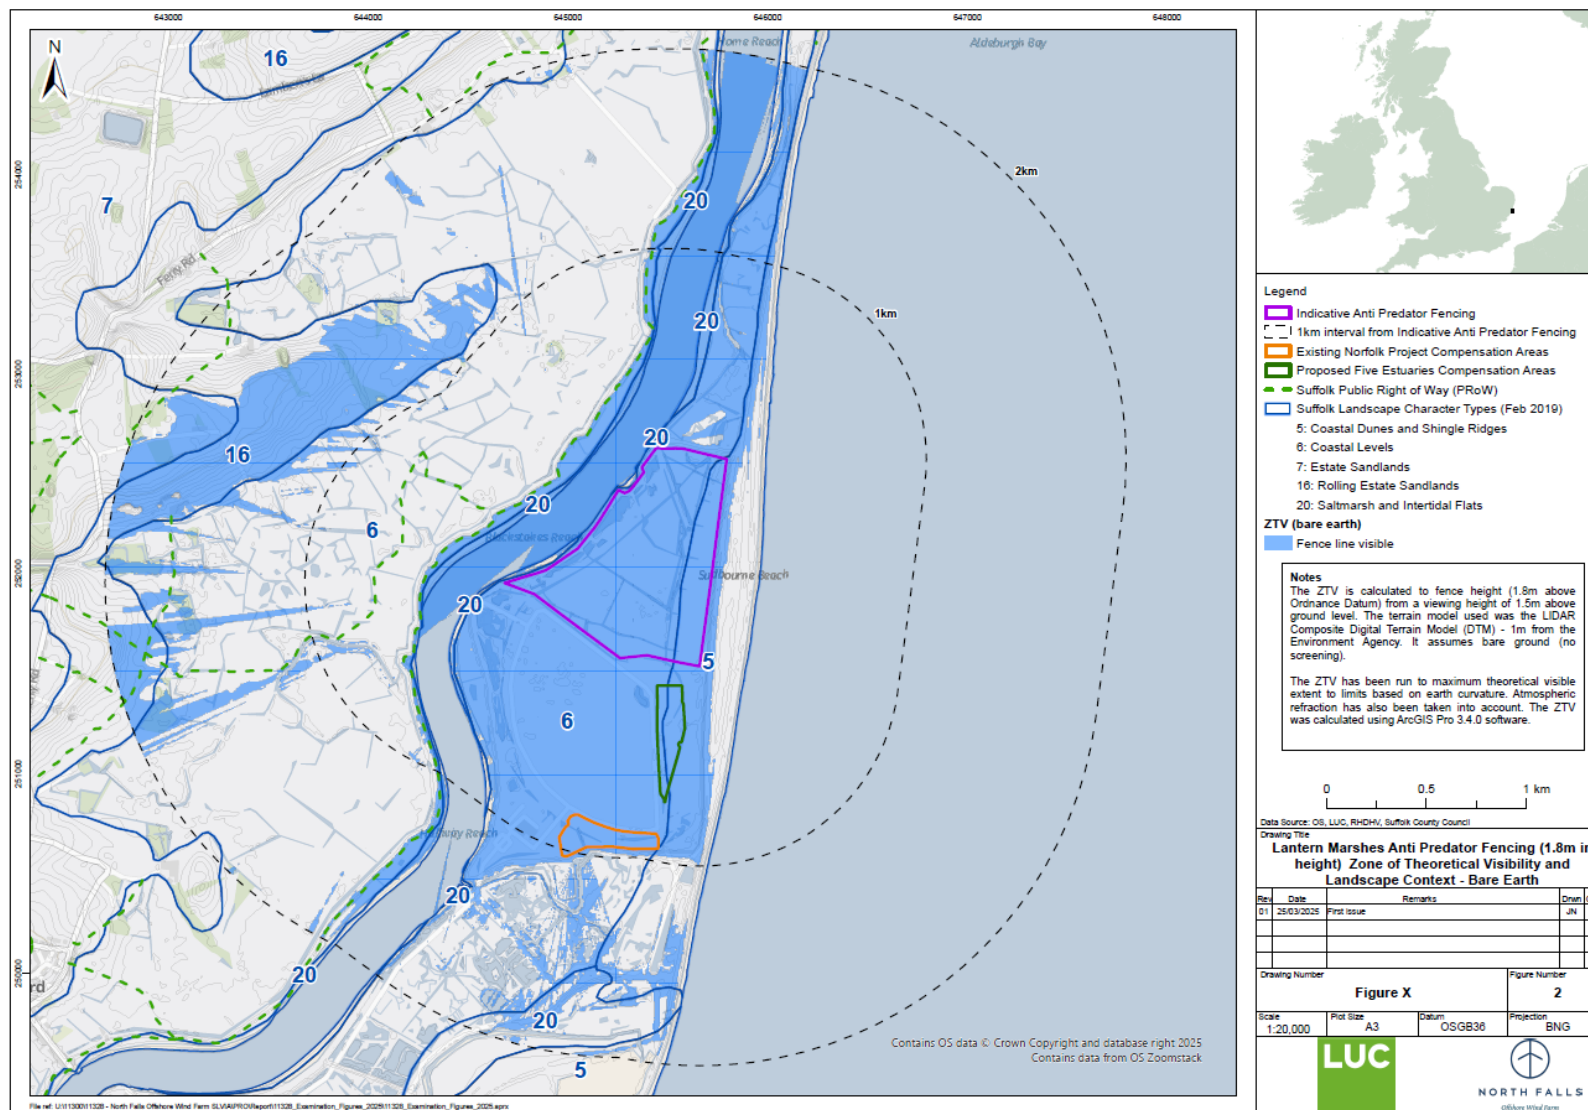 643000 644000 645000 646000 647000 648000
254000
253000
252000
251000
250000
N
Home Reach
Aldeburgh Bay
16
Ferry Rd
7
20
2km
20
1km
16
20
20
6
Blackstakes Reach
Sudbourne Beach
20
5
6
20
20
20
5
Contains OS data © Crown Copyright and database right 2025
Contains data from OS Zoomstack
Legend
Indicative Anti Predator Fencing
1km interval from Indicative Anti Predator Fencing
Existing Norfolk Project Compensation Areas
Proposed Five Estuaries Compensation Areas
Suffolk Public Right of Way (PRoW)
Suffolk Landscape Character Types (Feb 2019)
5: Coastal Dunes and Shingle Ridges
6: Coastal Levels
7: Estate Sandlands
16: Rolling Estate Sandlands
20: Saltmarsh and Intertidal Flats
ZTV (bare earth)
Fence line visible
Notes
The ZTV is calculated to fence height (1.8m above
Ordnance Datum) from a viewing height of 1.5m above
ground level. The terrain model used was the LIDAR
Composite Digital Terrain Model (DTM) - 1m from the
Environment Agency. It assumes bare ground (no
screening).
The ZTV has been run to maximum theoretical visible
extent to limits based on earth curvature. Atmospheric
refraction has also been taken into account. The ZTV
was calculated using ArcGIS Pro 3.4.0 software.
0 0.5 1 km
Data Source: OS, LUC, RHDHV, Suffolk County Council
Drawing Title
Lantern Marshes Anti Predator Fencing (1.8m in
height) Zone of Theoretical Visibility and
Landscape Context - Bare Earth
Rev Date Remarks Drwn
01 25/03/2025 First Issue JN
Drawing Number Figure Number
Figure X 2
Scale Plot Size Datum Projection
1:20,000 A3 OSGB36 BNG
LUC
NORTH FALLS
Offshore Wind Farm